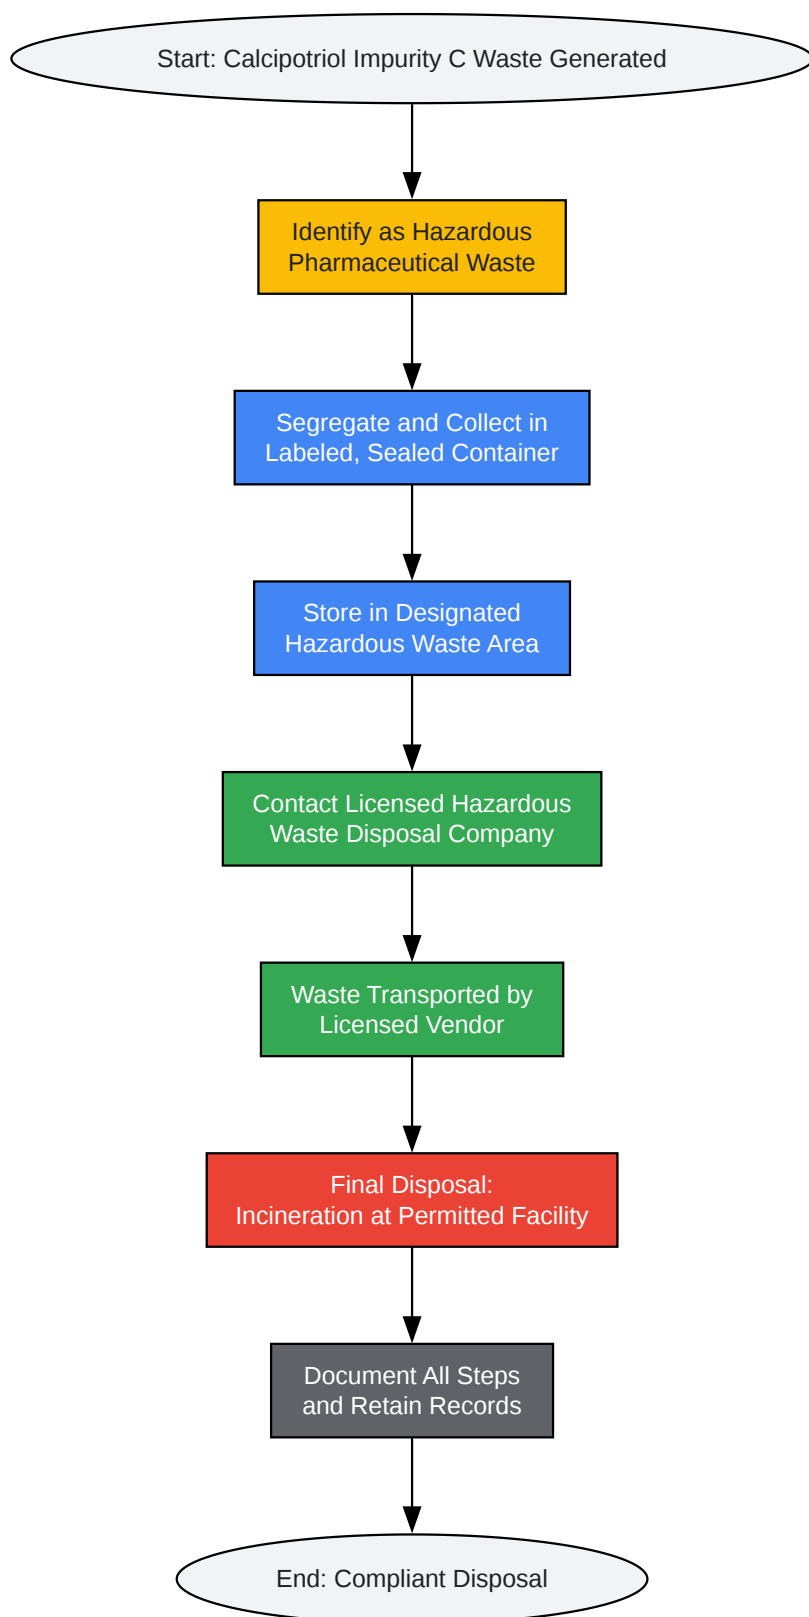 Start: Calcipotriol Impurity C Waste Generated
Identify as Hazardous
Pharmaceutical Waste
Segregate and Collect in
Labeled, Sealed Container
Store in Designated
Hazardous Waste Area
Contact Licensed Hazardous
Waste Disposal Company
Waste Transported by
Licensed Vendor
Final Disposal:
Incineration at Permitted Facility
Document All Steps
and Retain Records
End: Compliant Disposal